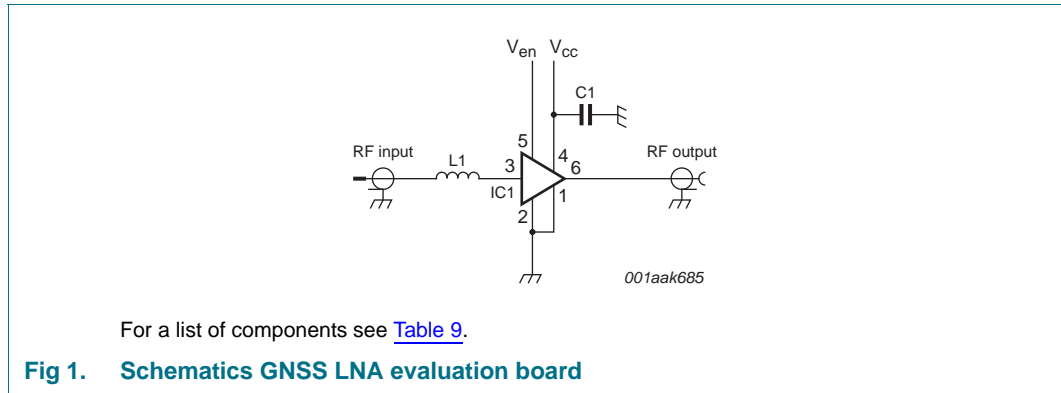 Ven Vcc
C1
5
4
RF input
L1
3
6
RF output
IC1
1
2
001aak685
For a list of components see Table 9.
Fig 1. Schematics GNSS LNA evaluation board